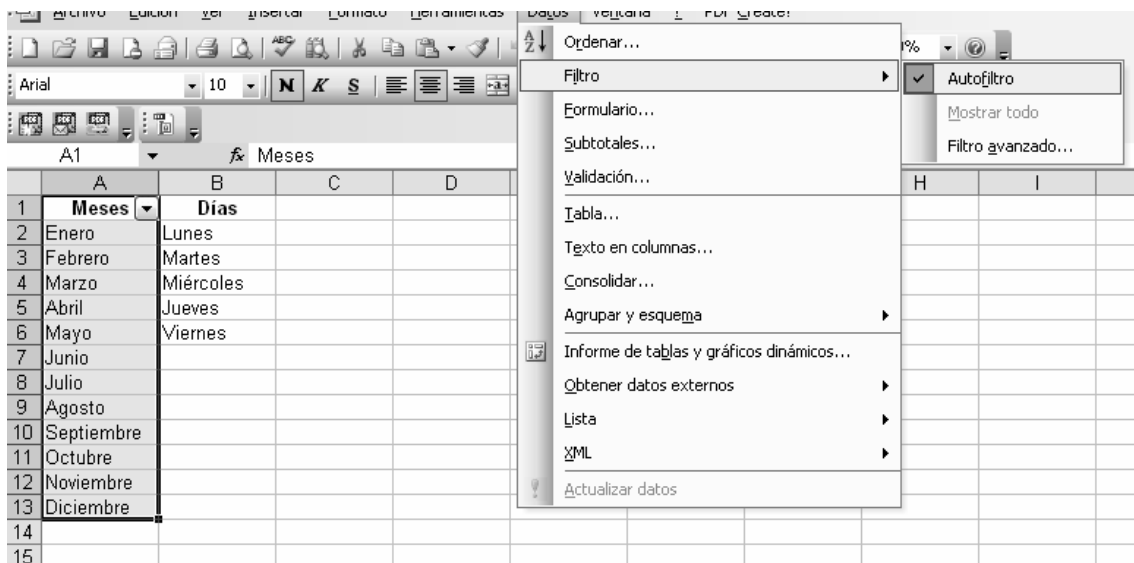 Archivo Edición Ver Insertar Formato Herramientas Datos Ventana ? PDF Create!
Ordenar...
Filtro
Autofiltro
Mostrar todo
Filtro avanzado...
Formulario...
Subtotales...
Validación...
Tabla...
Texto en columnas...
Consolidar...
Agrupar y esquema
Informe de tablas y gráficos dinámicos...
Obtener datos externos
Lista
XML
Actualizar datos
Arial 10 N K S
A1 fx Meses
A B C D H I
1 Meses Días
2 Enero Lunes
3 Febrero Martes
4 Marzo Miércoles
5 Abril Jueves
6 Mayo Viernes
7 Junio
8 Julio
9 Agosto
10 Septiembre
11 Octubre
12 Noviembre
13 Diciembre
14
15